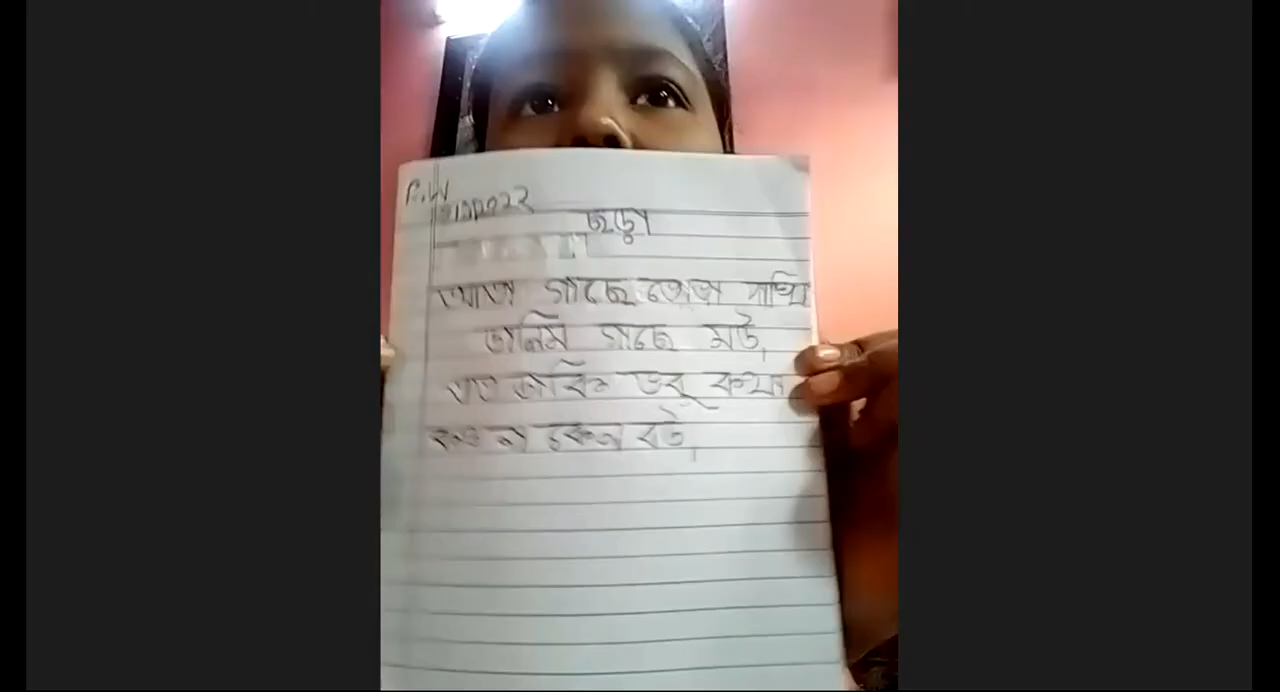 C.W
ছড়া
আতা গাছে তোতা পাখি
ডালিম গাছে মউ,
এত ডাকি তবু কথা
কও না কেন বউ,